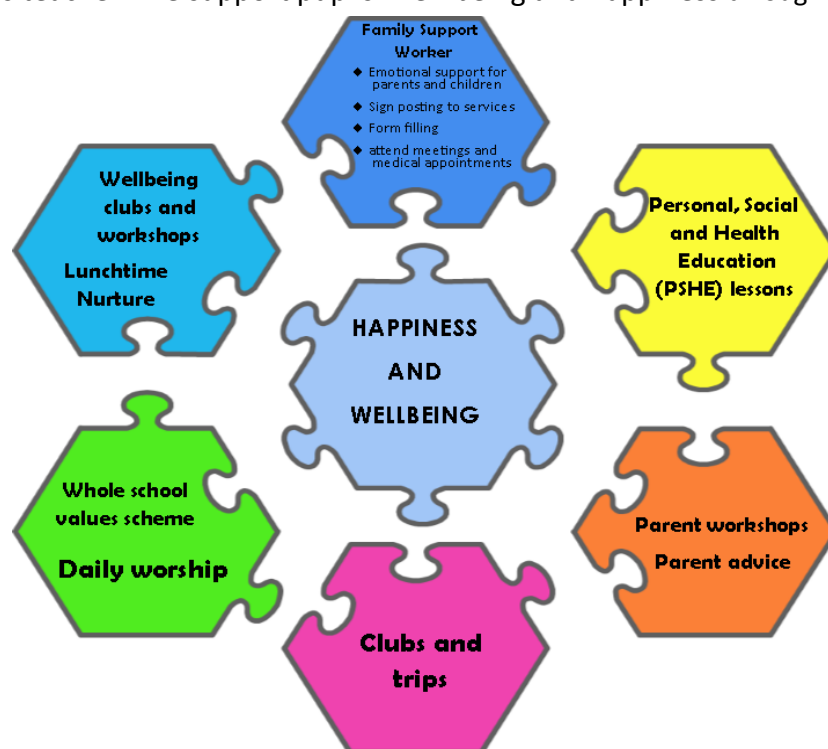 Family Support
Worker
◆ Emotional support for
parents and children
◆ Sign posting to services
◆ Form filling
◆ attend meetings and
medical appointments
Wellbeing
clubs and
workshops
Lunchtime
Nurture
Personal, Social
and Health
Education
(PSHE) lessons
HAPPINESS
AND
WELLBEING
Whole school
values scheme
Daily worship
Parent workshops
Parent advice
Clubs and
trips